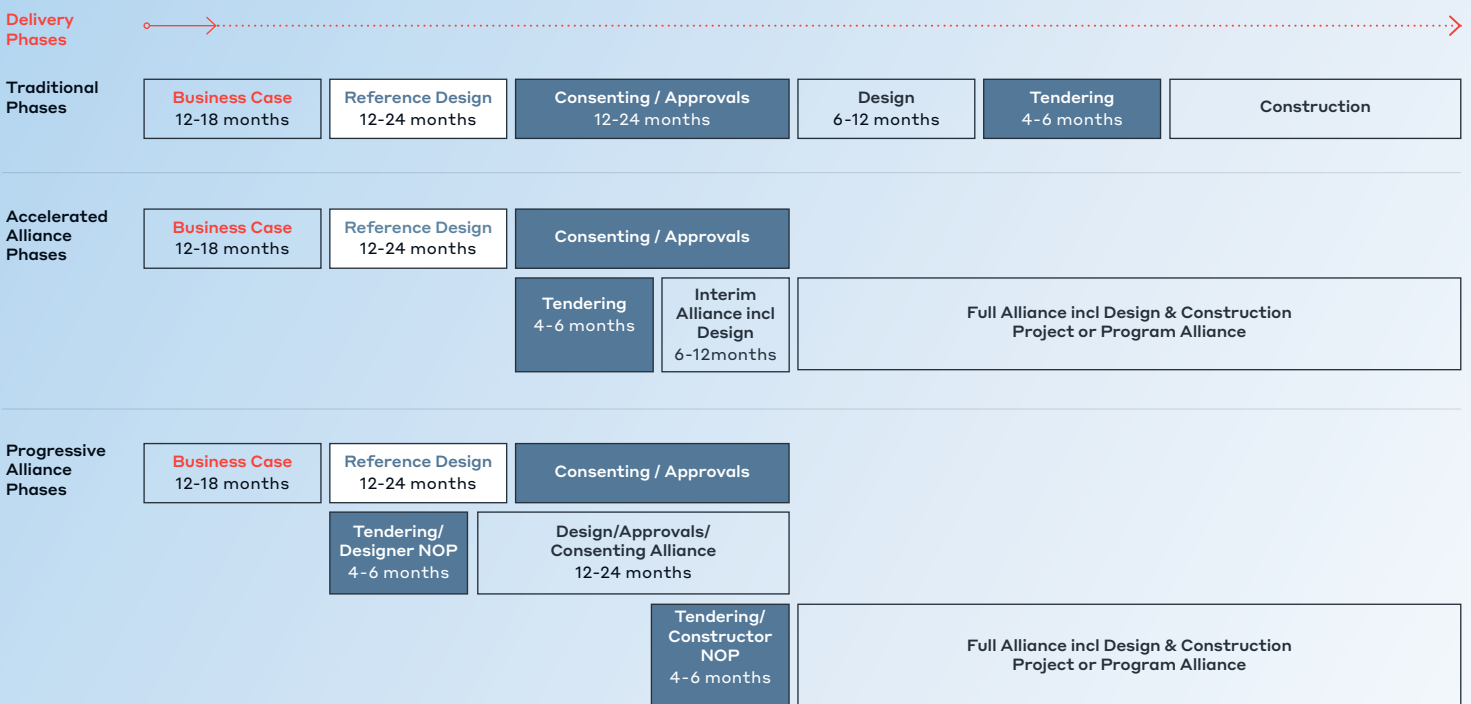 Delivery
Phases
Traditional
Phases
Business Case
12-18 months
Reference Design
12-24 months
Consenting / Approvals
12-24 months
Design
6-12 months
Tendering
4-6 months
Construction
Accelerated
Alliance
Phases
Business Case
12-18 months
Reference Design
12-24 months
Consenting / Approvals
Tendering
4-6 months
Interim
Alliance incl
Design
6-12months
Full Alliance incl Design & Construction
Project or Program Alliance
Progressive
Alliance
Phases
Business Case
12-18 months
Reference Design
12-24 months
Consenting / Approvals
Tendering/
Designer NOP
4-6 months
Design/Approvals/
Consenting Alliance
12-24 months
Tendering/
Constructor
NOP
4-6 months
Full Alliance incl Design & Construction
Project or Program Alliance